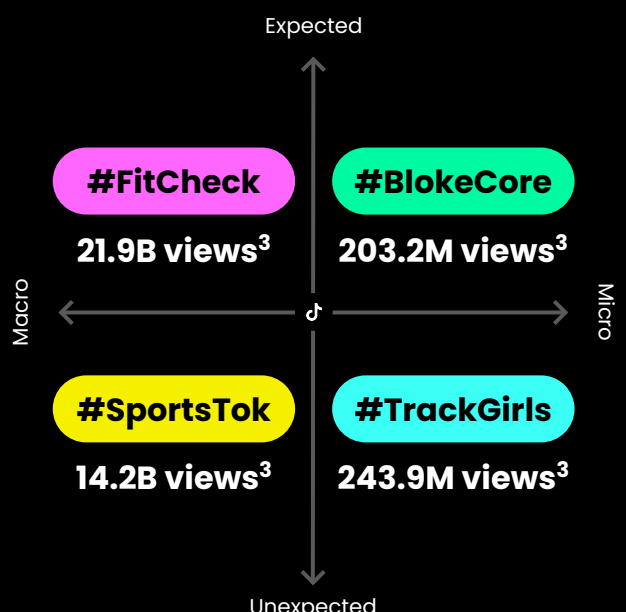 Expected
#FitCheck
#BlokeCore
21.9B views³
203.2M views³
Macro
Micro
#SportsTok
#TrackGirls
14.2B views³
243.9M views³
Unexpected